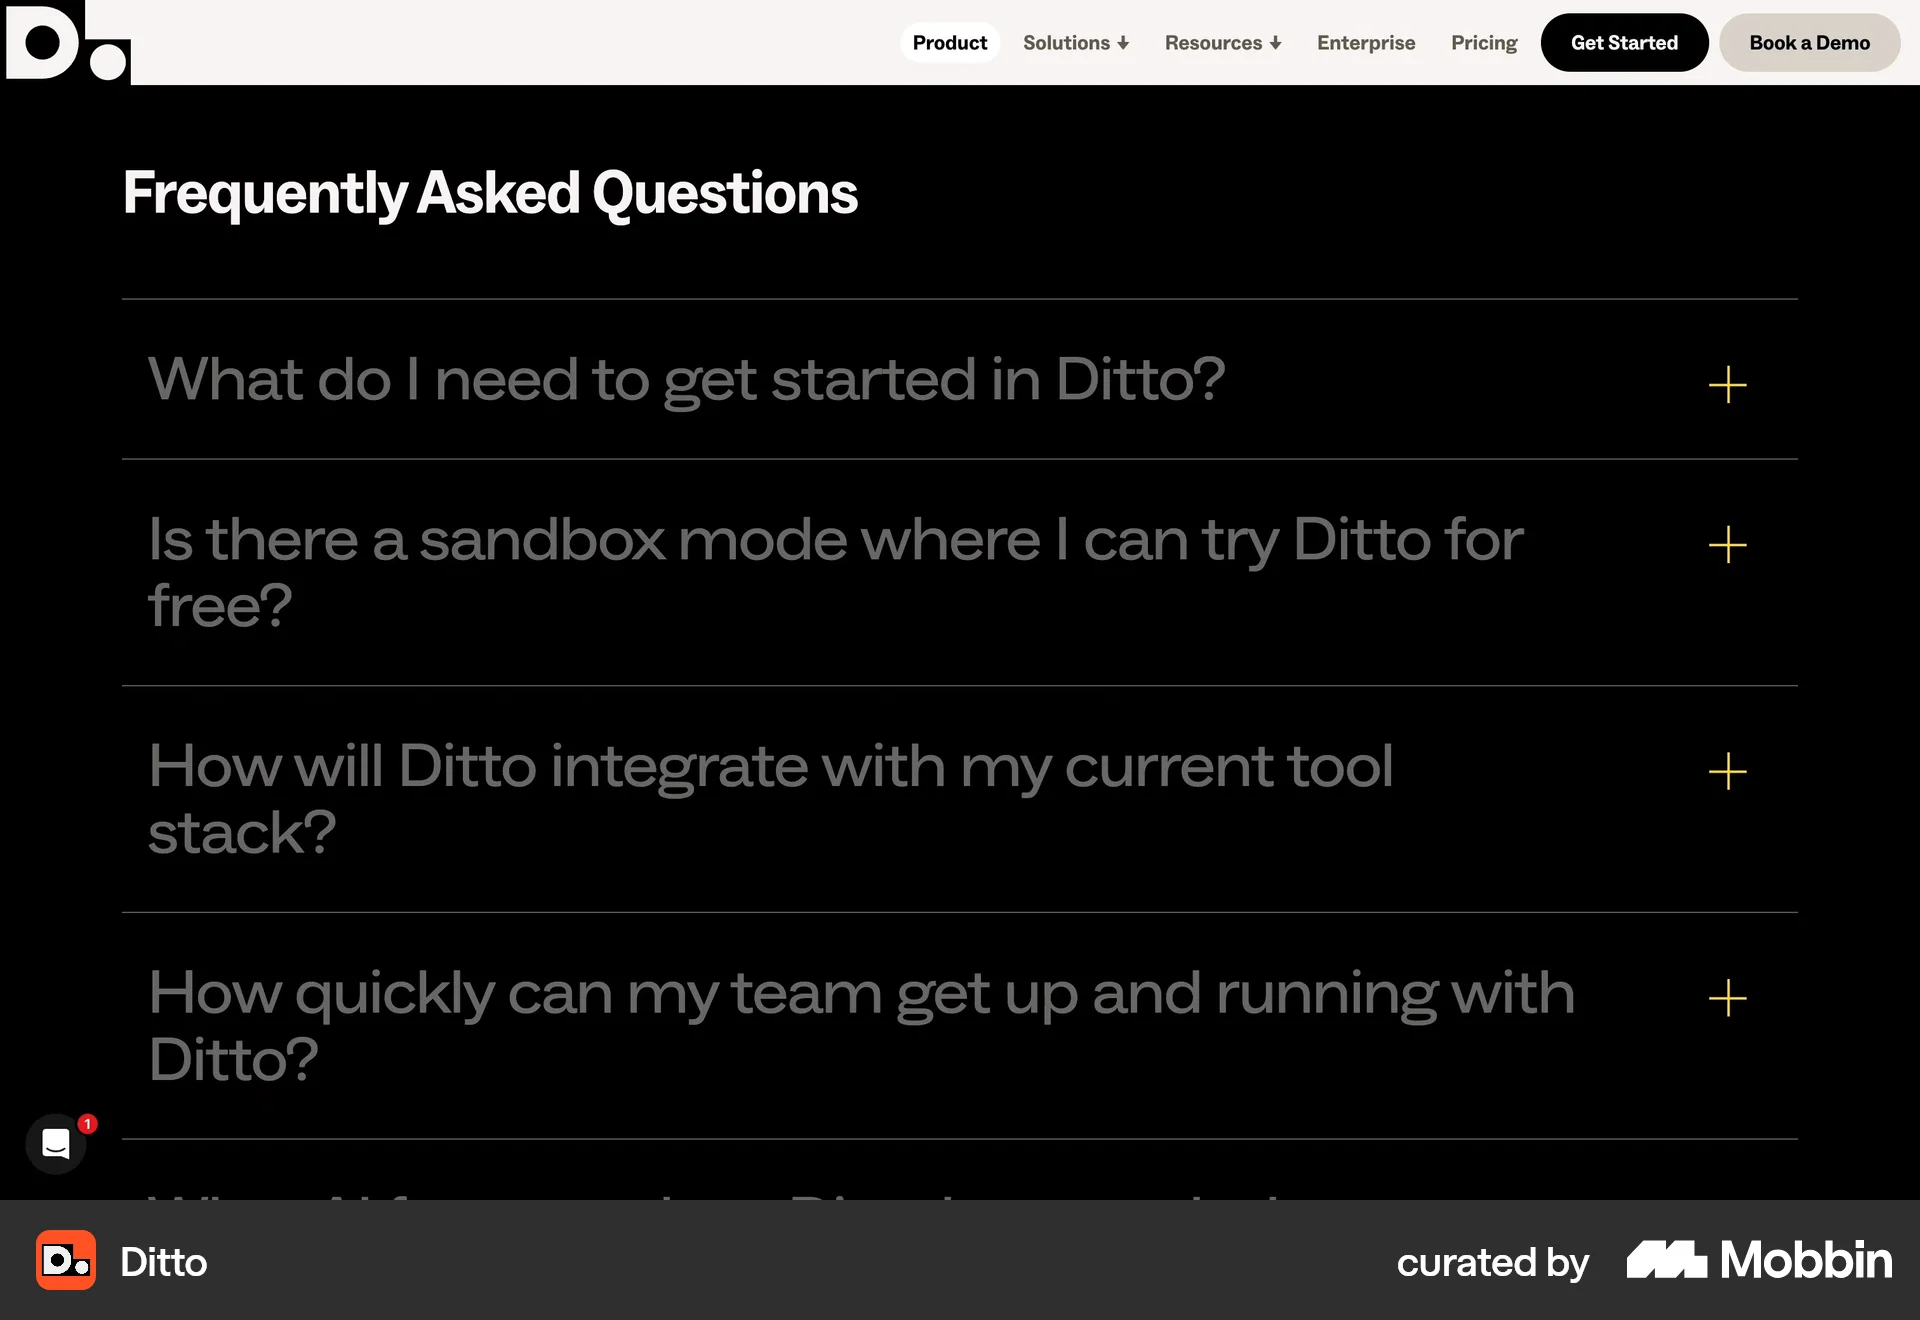 D.
Product Solutions Resources Enterprise Pricing Get Started Book a Demo
Frequently Asked Questions
What do I need to get started in Ditto?
Is there a sandbox mode where I can try Ditto for
free?
How will Ditto integrate with my current tool
stack?
How quickly can my team get up and running with
Ditto?
1
D. Ditto
curated by Mobbin